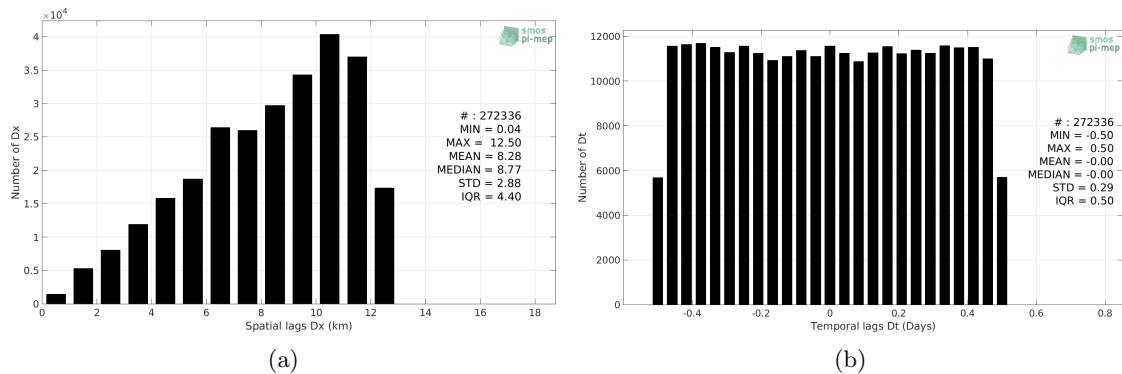 ×10⁴
4
3.5
3
2.5
2
1.5
1
0.5
0
Number of Dx
smos
pi-mep
# : 272336
MIN = 0.04
MAX = 12.50
MEAN = 8.28
MEDIAN = 8.77
STD = 2.88
IQR = 4.40
0 2 4 6 8 10 12 14 16 18
Spatial lags Dx (km)
(a)
12000
10000
8000
6000
4000
2000
0
Number of Dt
smos
pi-mep
# : 272336
MIN = -0.50
MAX = 0.50
MEAN = -0.00
MEDIAN = -0.00
STD = 0.29
IQR = 0.50
-0.4 -0.2 0 0.2 0.4 0.6 0.8
Temporal lags Dt (Days)
(b)